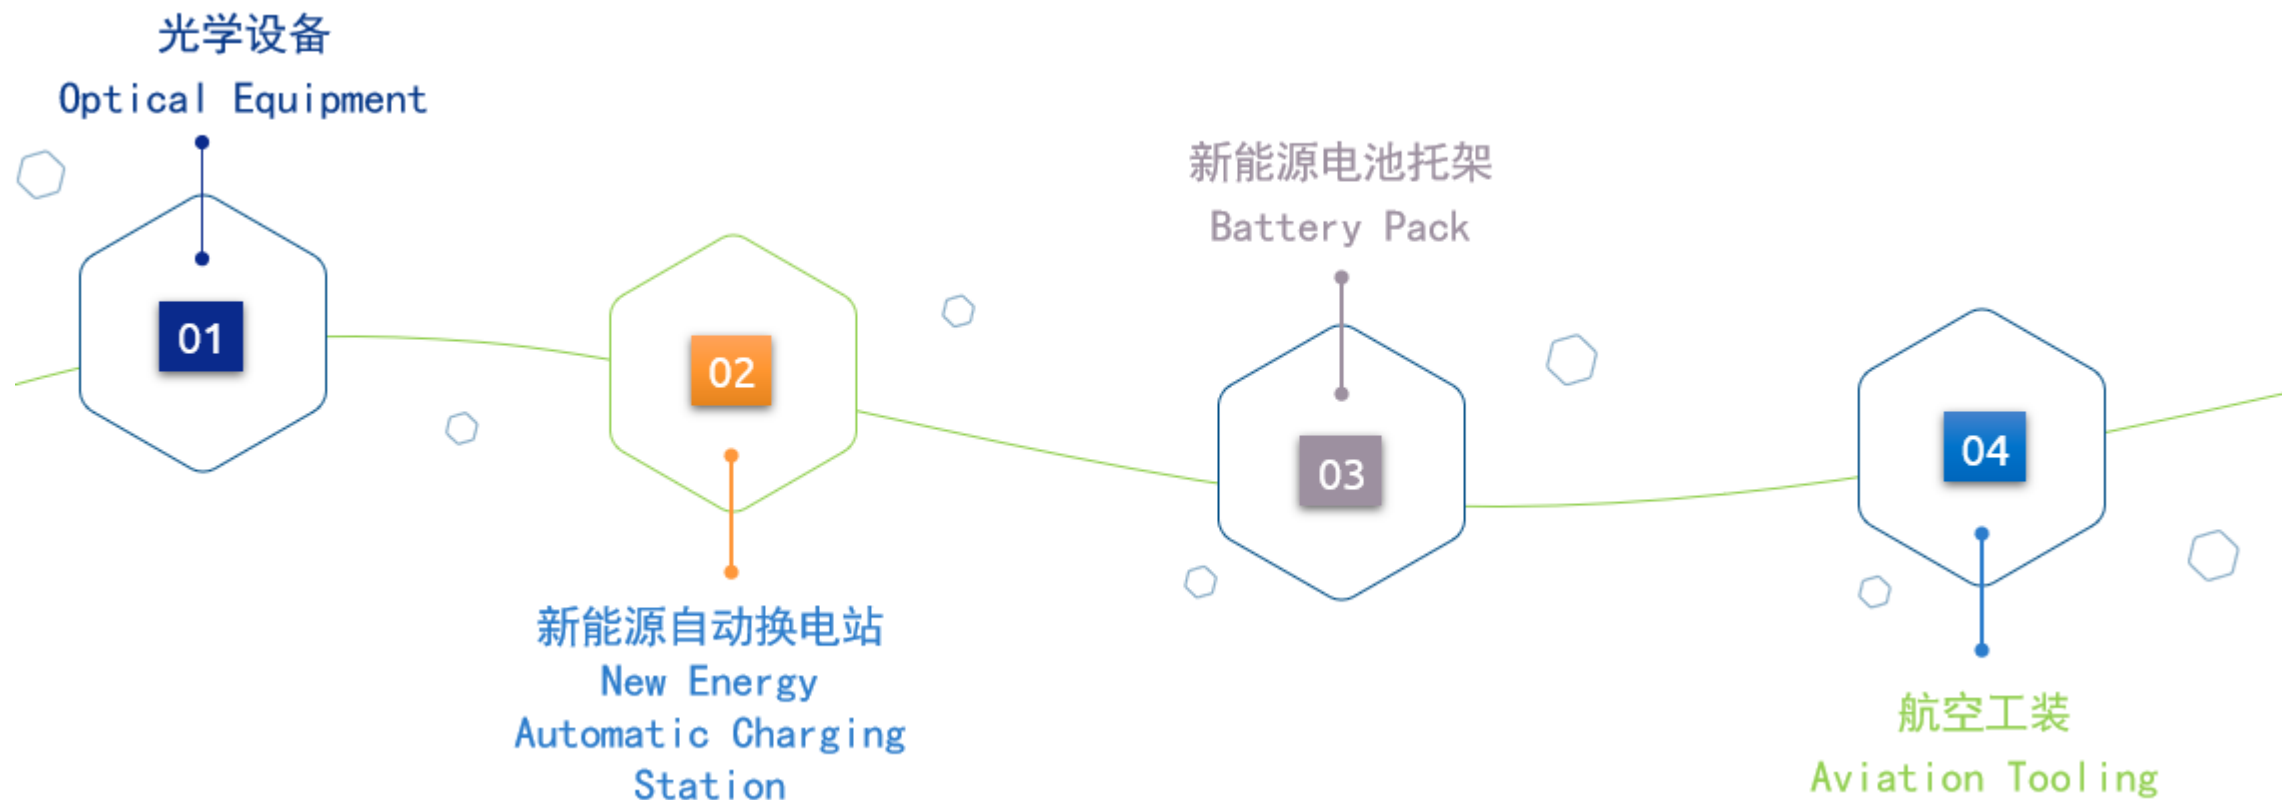 光学设备
Optical Equipment
01
02
新能源自动换电站
New Energy
Automatic Charging
Station
新能源电池托架
Battery Pack
03
04
航空工装
Aviation Tooling